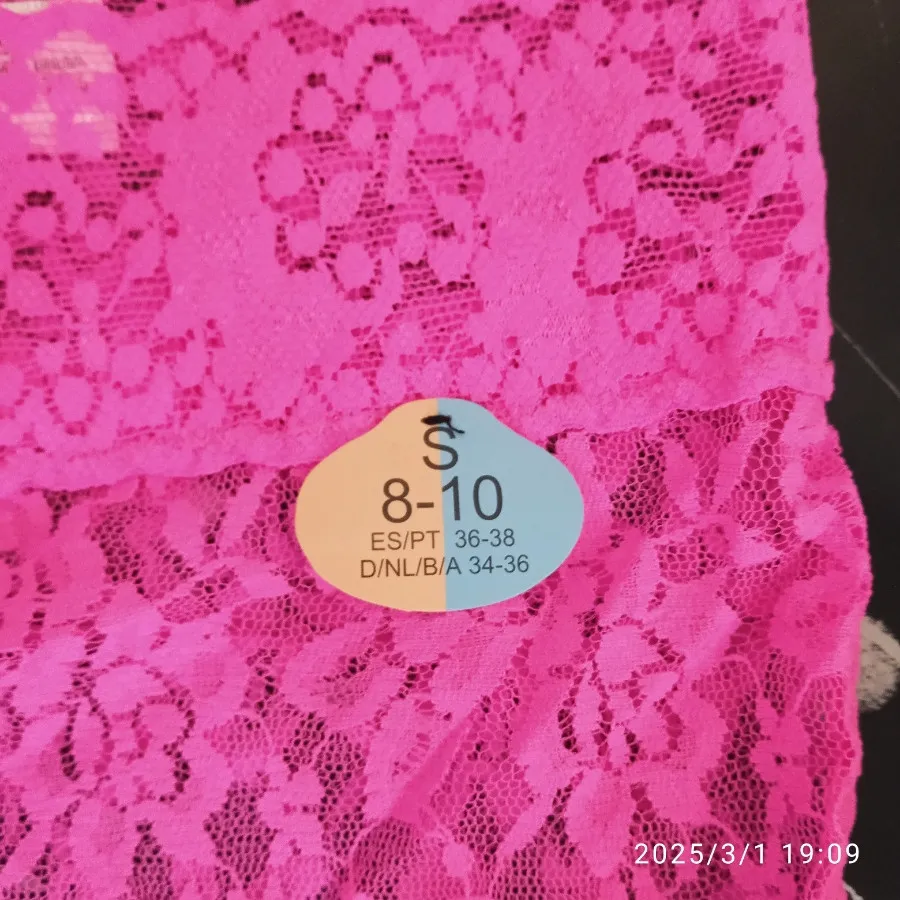 S
8-10
ES/PT 36-38
D/NL/B/A 34-36
2025/3/1 19:09